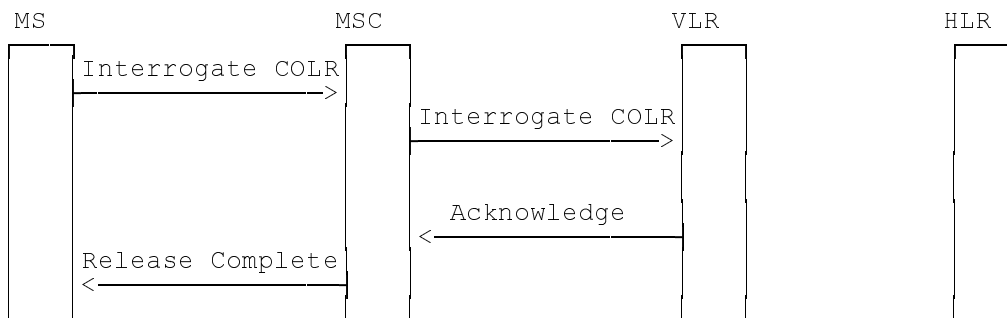 MS MSC VLR HLR
Interrogate COLR
Interrogate COLR
Acknowledge
Release Complete